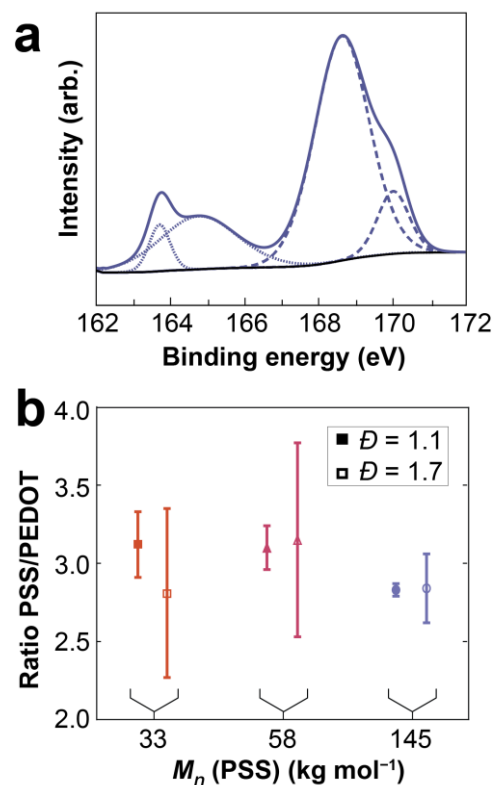 a
Intensity (arb.)
162 164 166 168 170 172
Binding energy (eV)
b
4.0
3.5
3.0
2.5
2.0
Ratio PSS/PEDOT
■ Đ = 1.1
□ Đ = 1.7
33 58 145
Mn (PSS) (kg mol⁻¹)